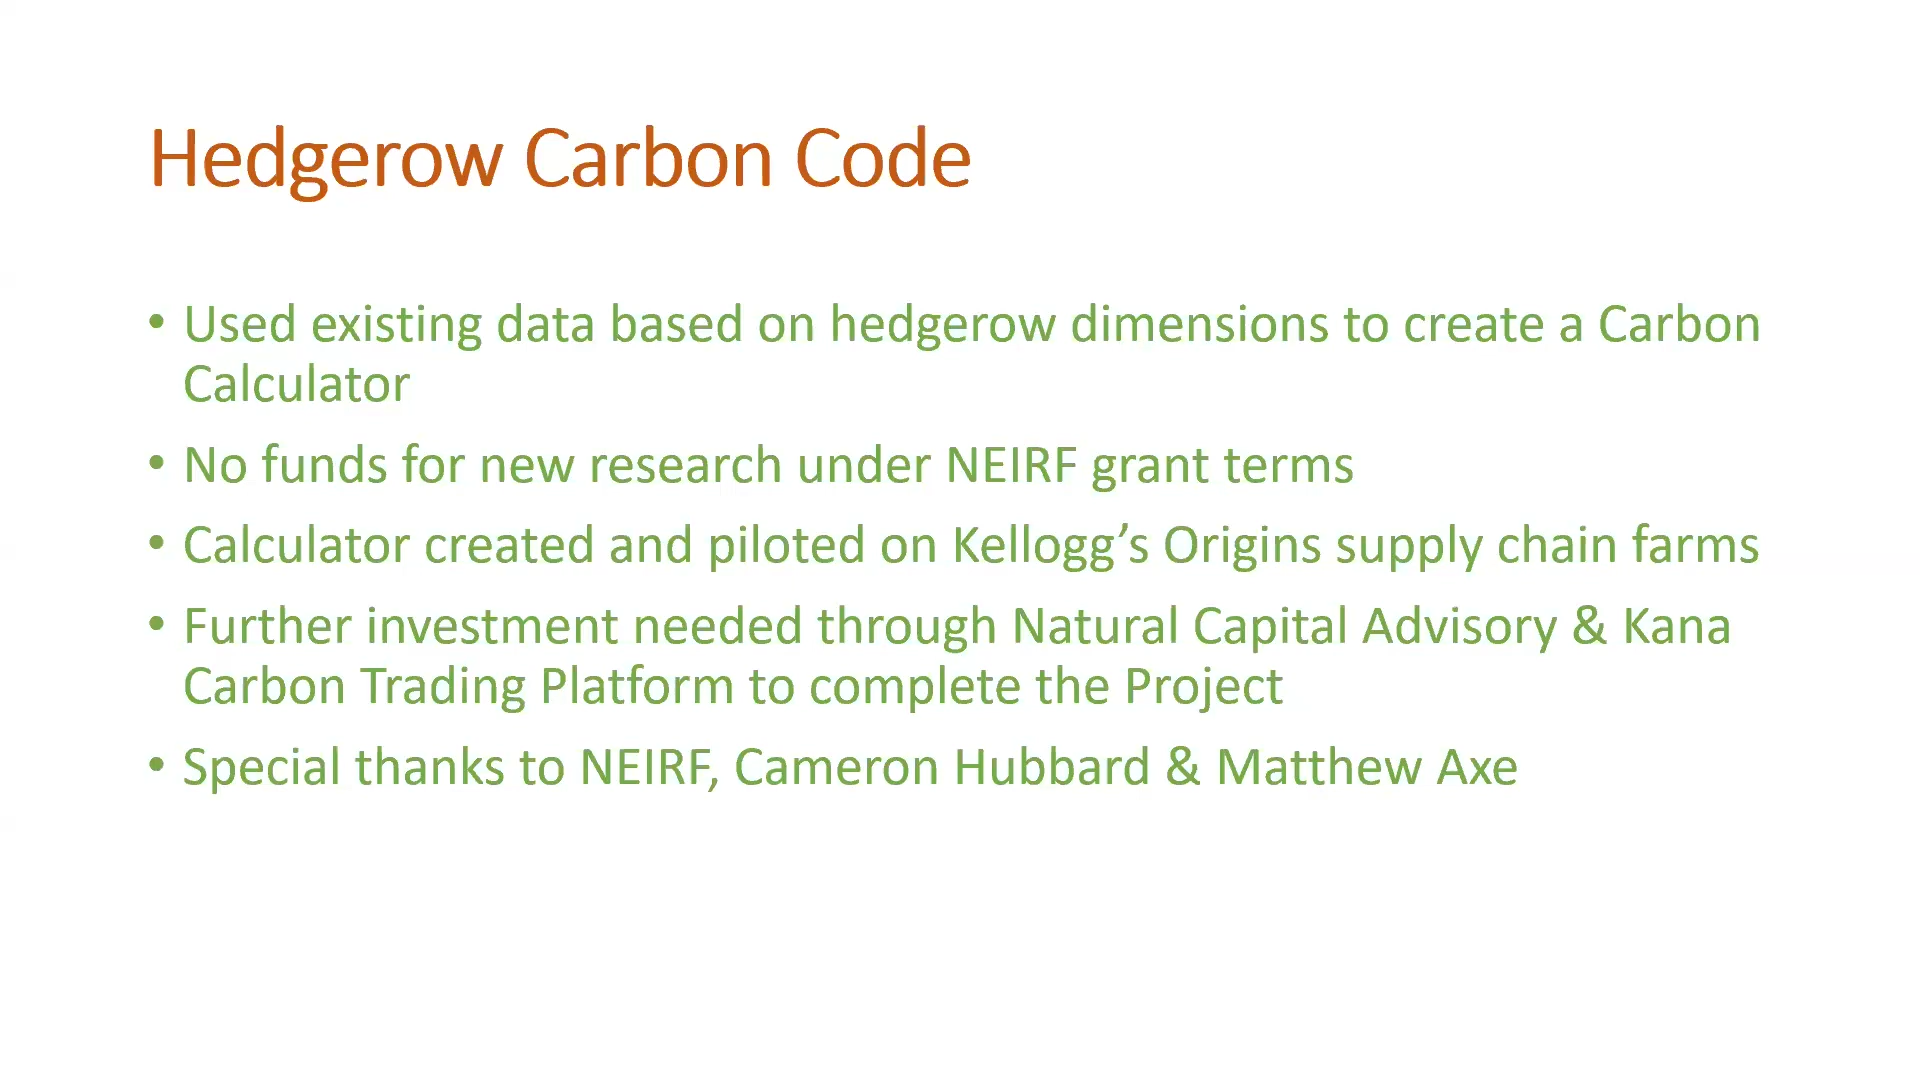 Hedgerow Carbon Code
• Used existing data based on hedgerow dimensions to create a Carbon
Calculator
• No funds for new research under NEIRF grant terms
• Calculator created and piloted on Kellogg’s Origins supply chain farms
• Further investment needed through Natural Capital Advisory & Kana
Carbon Trading Platform to complete the Project
• Special thanks to NEIRF, Cameron Hubbard & Matthew Axe